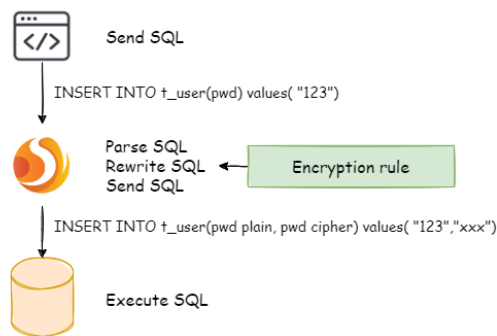 Send SQL
INSERT INTO t_user(pwd) values( "123")
Parse SQL
Rewrite SQL
Send SQL
Encryption rule
INSERT INTO t_user(pwd plain, pwd cipher) values( "123","xxx")
Execute SQL